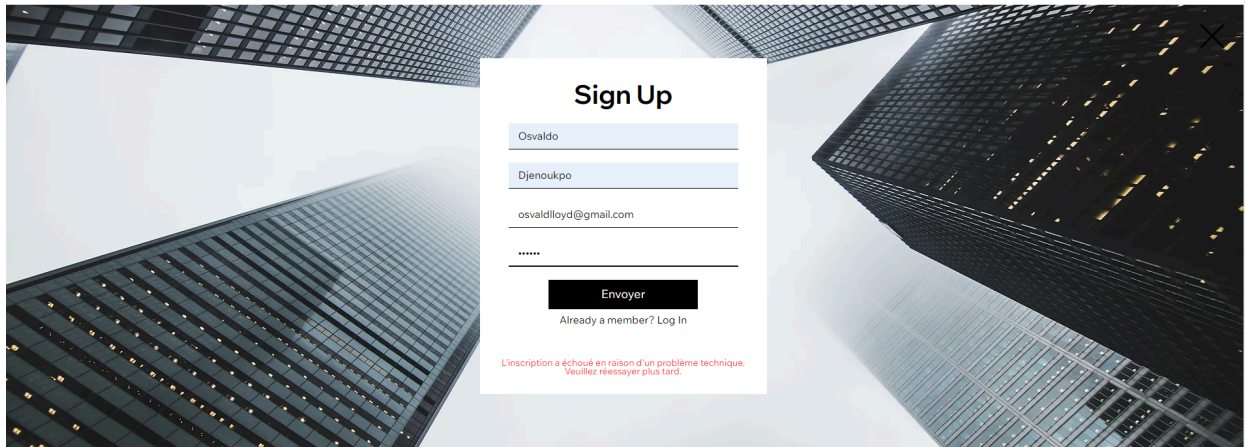 Sign Up
Osvaldo
Djenoukpo
osvaldlloyd@gmail.com
••••••
Envoyer
Already a member? Log In
L'inscription a échoué en raison d'un problème technique.
Veuillez réessayer plus tard.